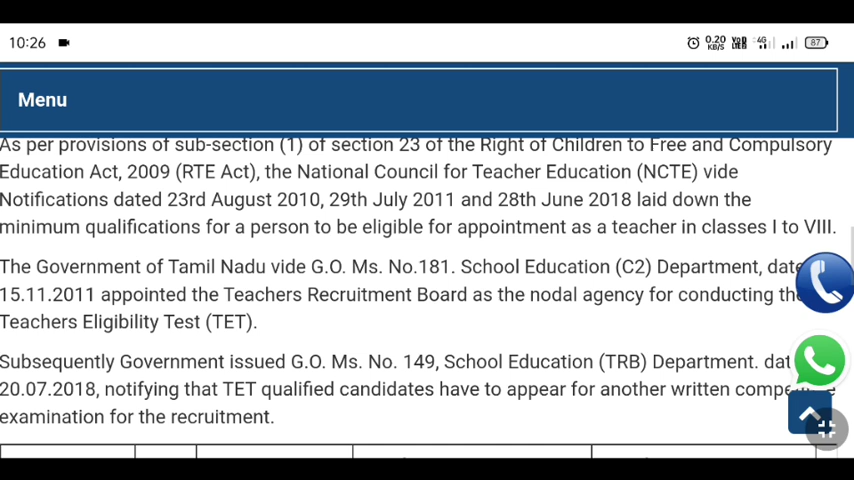 10:26 0.20 KB/S Vo LTE 4G 87
Menu
As per provisions of sub-section (1) of section 23 of the Right of Children to Free and Compulsory
Education Act, 2009 (RTE Act), the National Council for Teacher Education (NCTE) vide
Notifications dated 23rd August 2010, 29th July 2011 and 28th June 2018 laid down the
minimum qualifications for a person to be eligible for appointment as a teacher in classes I to VIII.
The Government of Tamil Nadu vide G.O. Ms. No.181. School Education (C2) Department, date
15.11.2011 appointed the Teachers Recruitment Board as the nodal agency for conducting the
Teachers Eligibility Test (TET).
Subsequently Government issued G.O. Ms. No. 149, School Education (TRB) Department. dat
20.07.2018, notifying that TET qualified candidates have to appear for another written
examination for the recruitment.